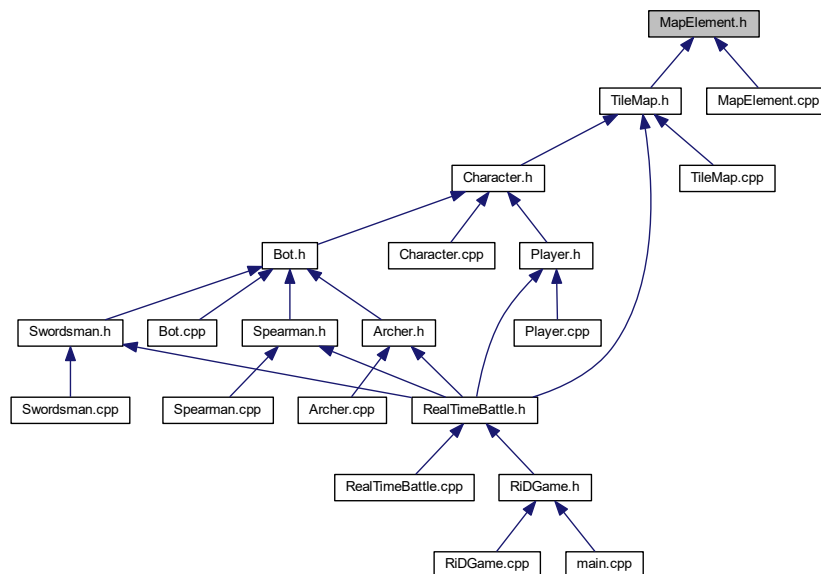 MapElement.h
TileMap.h
MapElement.cpp
Character.h
TileMap.cpp
Bot.h
Character.cpp
Player.h
Swordsman.h
Bot.cpp
Spearman.h
Archer.h
Player.cpp
Swordsman.cpp
Spearman.cpp
Archer.cpp
RealTimeBattle.h
RealTimeBattle.cpp
RiDGame.h
RiDGame.cpp
main.cpp